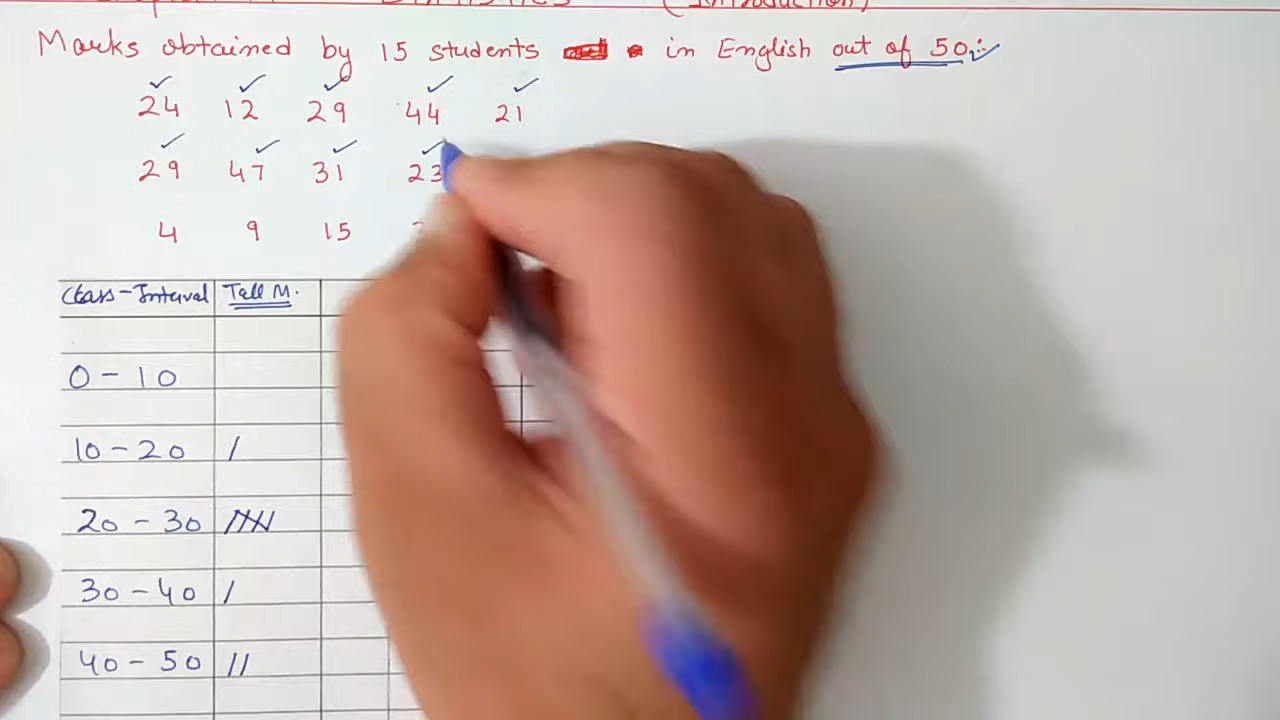 Marks obtained by 15 students in English out of 50:
24 12 29 44 21
29 47 31 23
4 9 15
Class-Interval Tall M.
0 - 10
10 - 20 /
20 - 30
30 - 40 /
40 - 50 //